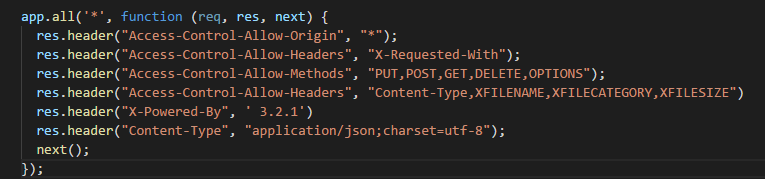 app.all('*', function (req, res, next) {
  res.header("Access-Control-Allow-Origin", "*");
  res.header("Access-Control-Allow-Headers", "X-Requested-With");
  res.header("Access-Control-Allow-Methods", "PUT,POST,GET,DELETE,OPTIONS");
  res.header("Access-Control-Allow-Headers", "Content-Type,XFILENAME,XFILECATEGORY,XFILESIZE")
  res.header("X-Powered-By", ' 3.2.1')
  res.header("Content-Type", "application/json;charset=utf-8");
  next();
});